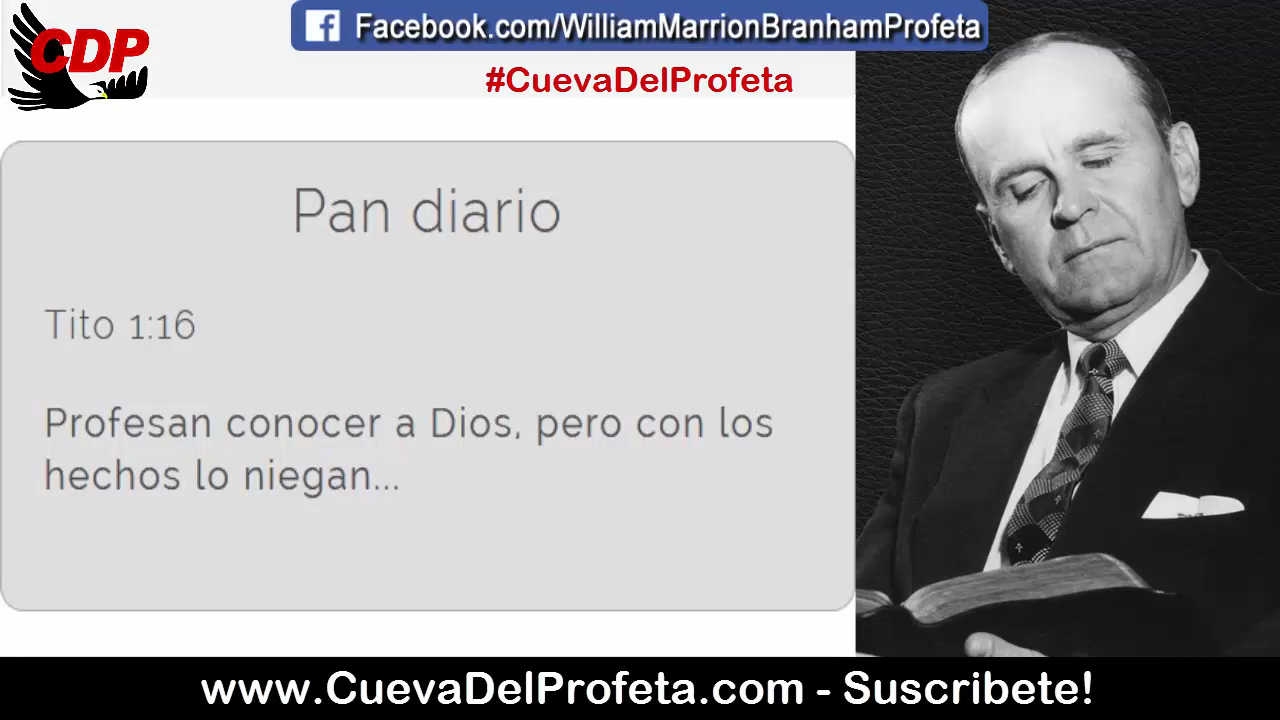 CDP
Facebook.com/WilliamMarrionBranhamProfeta
#CuevaDelProfeta
Pan diario
Tito 1:16
Profesan conocer a Dios, pero con los
hechos lo niegan...
www.CuevaDelProfeta.com - Suscribete!